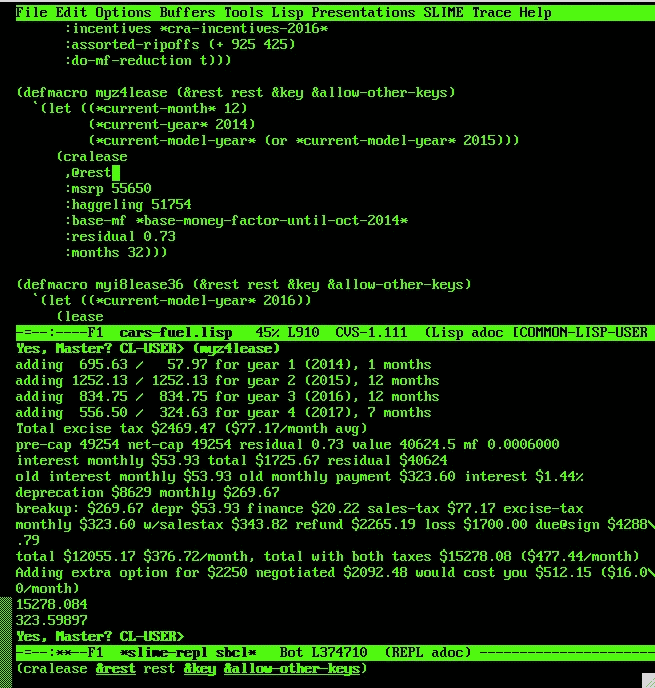 File Edit Options Buffers Tools Lisp Presentations SLIME Trace Help
:incentives *cra-incentives-2016*
:assorted-ripoffs (+ 925 425)
:do-mf-reduction t)))
(defmacro myz4lease (&rest rest &key &allow-other-keys)
`(let ((*current-month* 12)
(*current-year* 2014)
(*current-model-year* (or *current-model-year* 2015)))
(cralease
,@rest
:msrp 55650
:haggeling 51754
:base-mf *base-money-factor-until-oct-2014*
:residual 0.73
:months 32)))
(defmacro myi8lease36 (&rest rest &key &allow-other-keys)
`(let ((*current-model-year* 2016))
(lease
-=--:----F1  cars-fuel.lisp   45% L910  CVS-1.111  (Lisp adoc [COMMON-LISP-USER
Yes, Master? CL-USER> (myz4lease)
adding  695.63 /   57.97 for year 1 (2014), 1 months
adding 1252.13 / 1252.13 for year 2 (2015), 12 months
adding  834.75 /  834.75 for year 3 (2016), 12 months
adding  556.50 /  324.63 for year 4 (2017), 7 months
Total excise tax $2469.47 ($77.17/month avg)
pre-cap 49254 net-cap 49254 residual 0.73 value 40624.5 mf 0.0006000
interest monthly $53.93 total $1725.67 residual $40624
old interest monthly $53.93 old monthly payment $323.60 interest $1.44%
deprecation $8629 monthly $269.67
breakup: $269.67 depr $53.93 finance $20.22 sales-tax $77.17 excise-tax
monthly $323.60 w/salestax $343.82 refund $2265.19 loss $1700.00 due@sign $4288\
.79
total $12055.17 $376.72/month, total with both taxes $15278.08 ($477.44/month)
Adding extra option for $2250 negotiated $2092.48 would cost you $512.15 ($16.0\
0/month)
15278.084
323.59897
Yes, Master? CL-USER>
-=--:**--F1  *slime-repl sbcl*   Bot L374710  (REPL adoc) ----------------------
(cralease &rest rest &key &allow-other-keys)